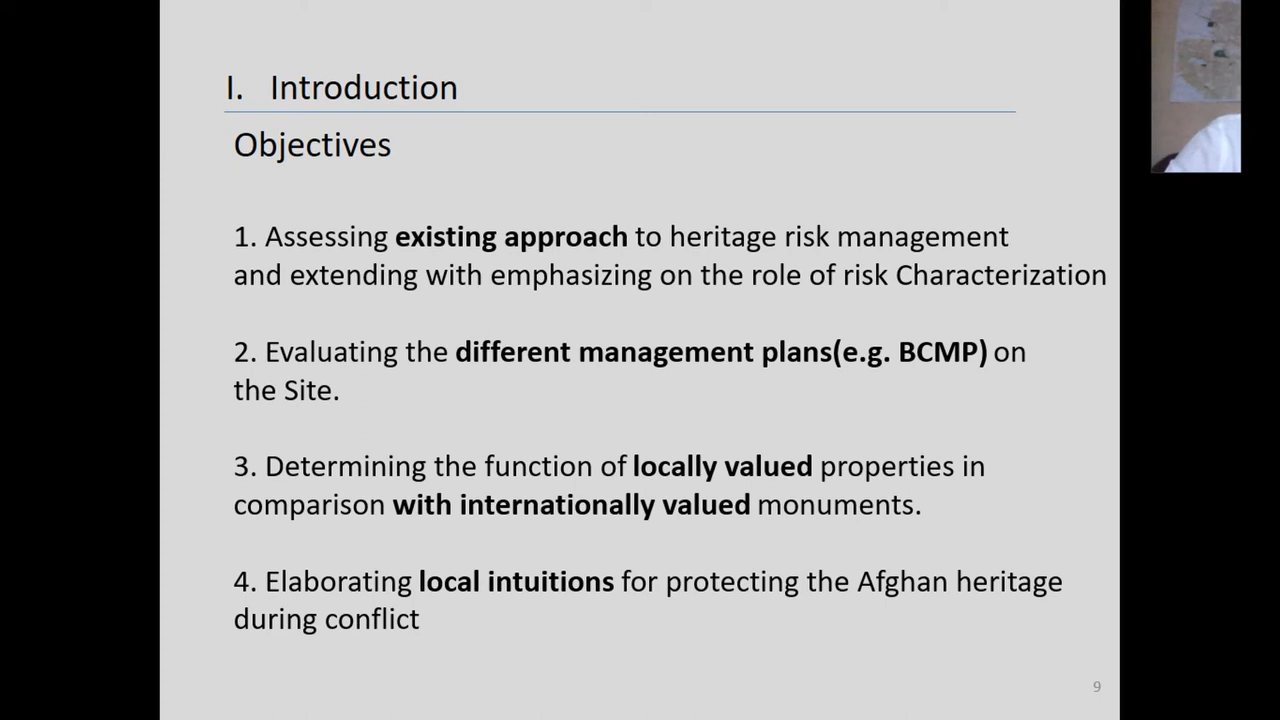 I. Introduction
Objectives
1. Assessing existing approach to heritage risk management
and extending with emphasizing on the role of risk Characterization
2. Evaluating the different management plans(e.g. BCMP) on
the Site.
3. Determining the function of locally valued properties in
comparison with internationally valued monuments.
4. Elaborating local intuitions for protecting the Afghan heritage
during conflict
9